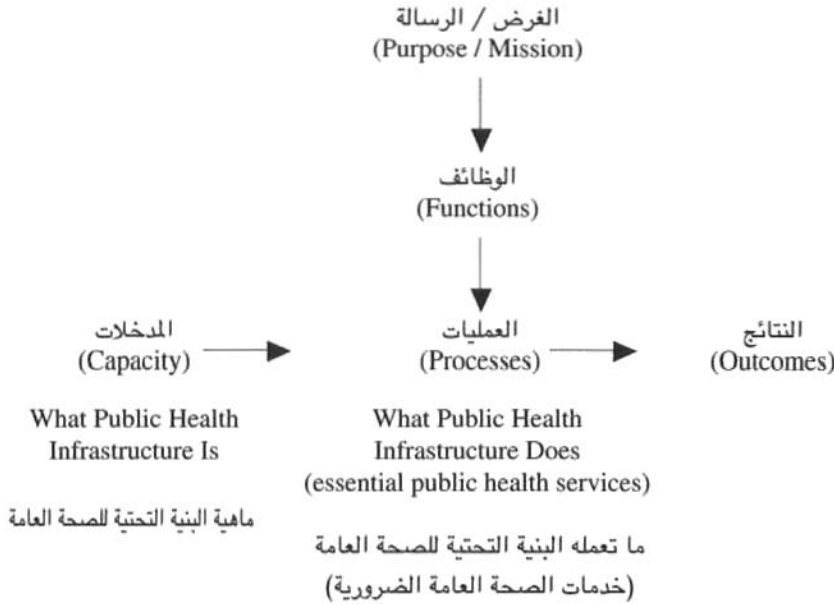 الغرض / الرسالة
(Purpose / Mission)
الوظائف
(Functions)
المدخلات
(Capacity)
العمليات
(Processes)
النتائج
(Outcomes)
What Public Health
Infrastructure Is
ماهية البنية التحتية للصحة العامة
What Public Health
Infrastructure Does
(essential public health services)
ما تعمله البنية التحتية للصحة العامة
(خدمات الصحة العامة الضرورية)